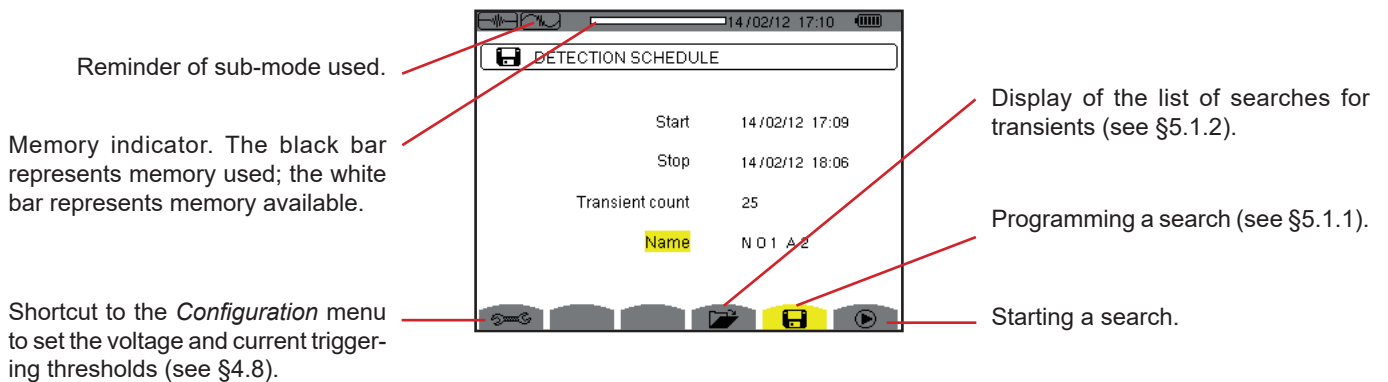 14/02/12 17:10
DETECTION SCHEDULE
Reminder of sub-mode used.
Memory indicator. The black bar
represents memory used; the white
bar represents memory available.
Shortcut to the Configuration menu
to set the voltage and current trigger-
ing thresholds (see §4.8).
Start 14/02/12 17:09
Stop 14/02/12 18:06
Transient count 25
Name N O 1 A 2
Display of the list of searches for
transients (see §5.1.2).
Programming a search (see §5.1.1).
Starting a search.